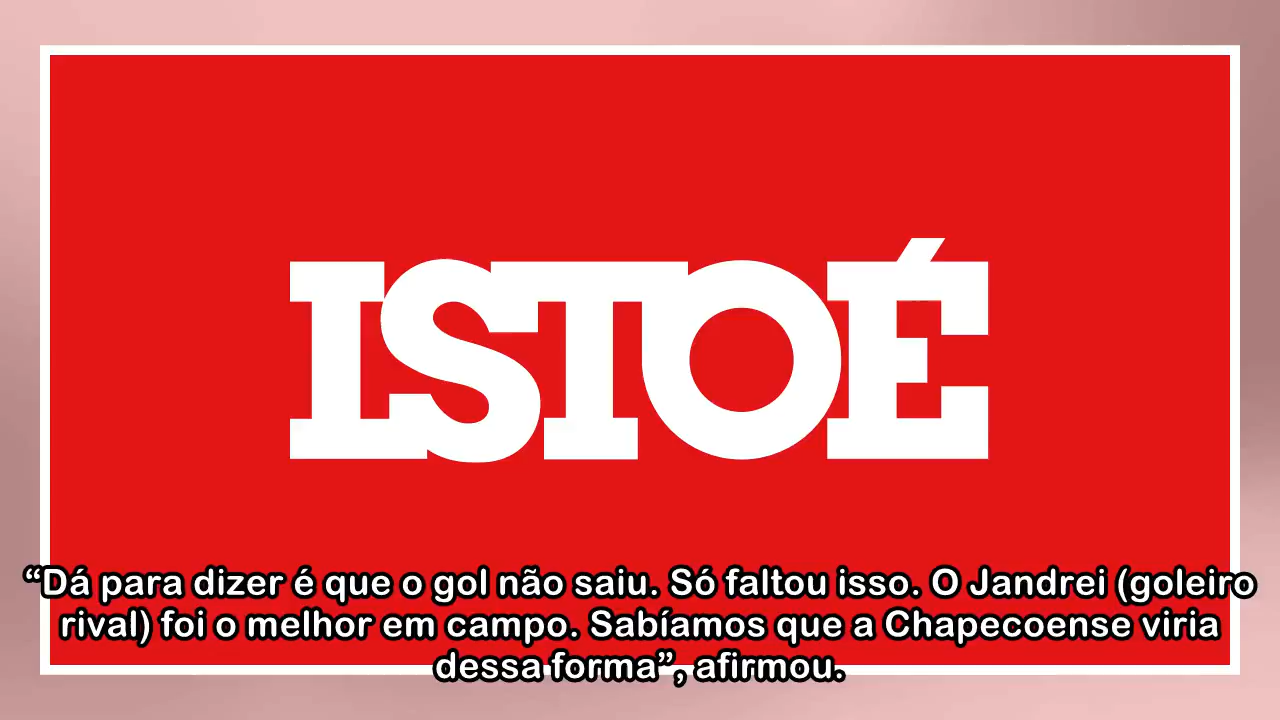 ISTOÉ
“Dá para dizer é que o gol não saiu. Só faltou isso. O Jandrei (goleiro
rival) foi o melhor em campo. Sabíamos que a Chapecoense viria
dessa forma”, afirmou.